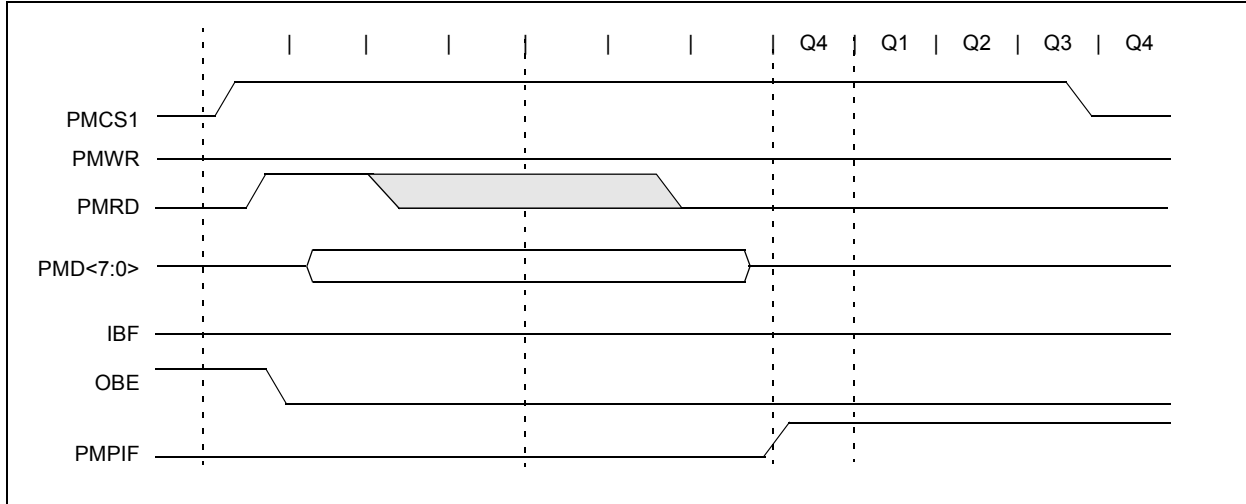 | | | | | | | Q4 | Q1 | Q2 | Q3 | Q4
PMCS1
PMWR
PMRD
PMD<7:0>
IBF
OBE
PMPIF